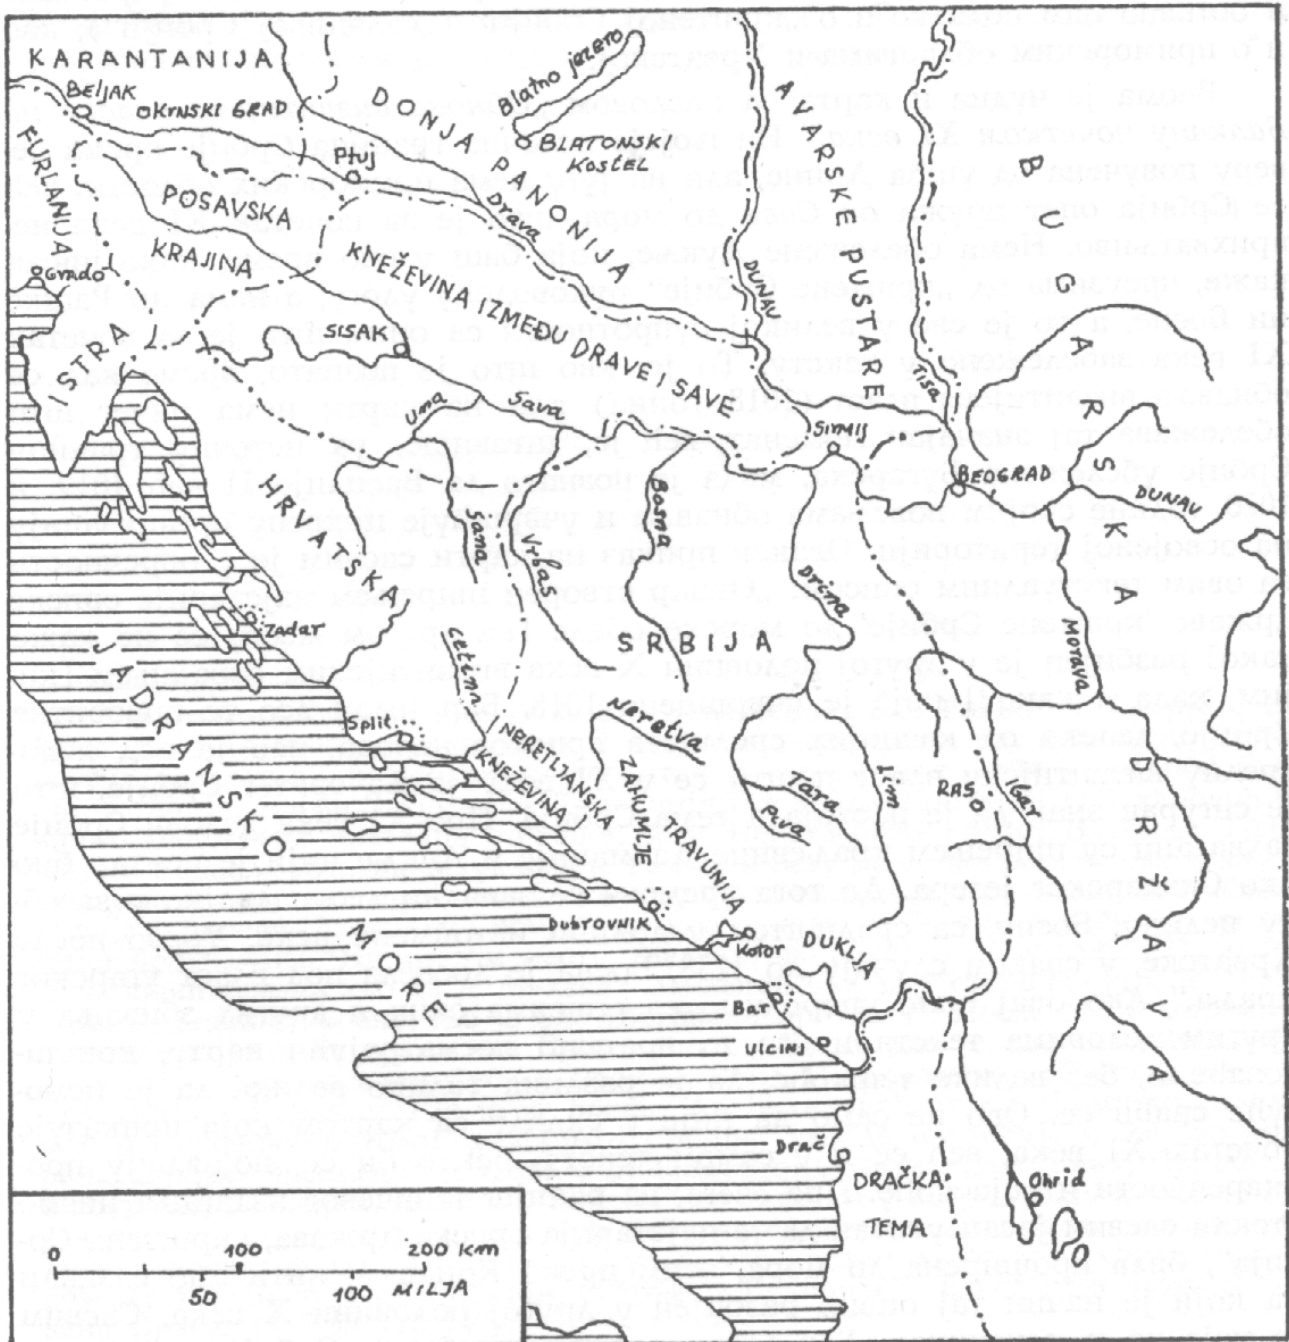 KARANTANIJA
BELJAK
KRNSKI GRAD
FURLANIJA
DONJA PANONIJA
Blatno jezero
BLATONSKI
Kostel
Ptuj
Drava
POSAVSKA
KRAJINA
KNEŽEVINA IZMEĐU DRAVE I SAVE
AVARSKE PUSTARE
DUNAV
Tisa
BUGARSKA DRŽAVA
Grado
ISTRA
SISAK
Una
Sava
SIRMIJ
BEOGRAD
DUNAV
HRVATSKA
Sana
Vrbas
Bosna
Drina
Morava
SRBIJA
Zadar
Cetina
Split
NERETLJANSKA
KNEŽEVINA
Neretva
ZAHUMJE
TRAVUNIJA
Tara
Piva
Lim
RAS
Ibar
JADRANSKO MORE
DUBROVNIK
Kotor
DUKLJA
Bar
ULCINJ
Drač
DRAČKA
TEMA
Ohrid
0 100 200 KM
50 100 MILJA